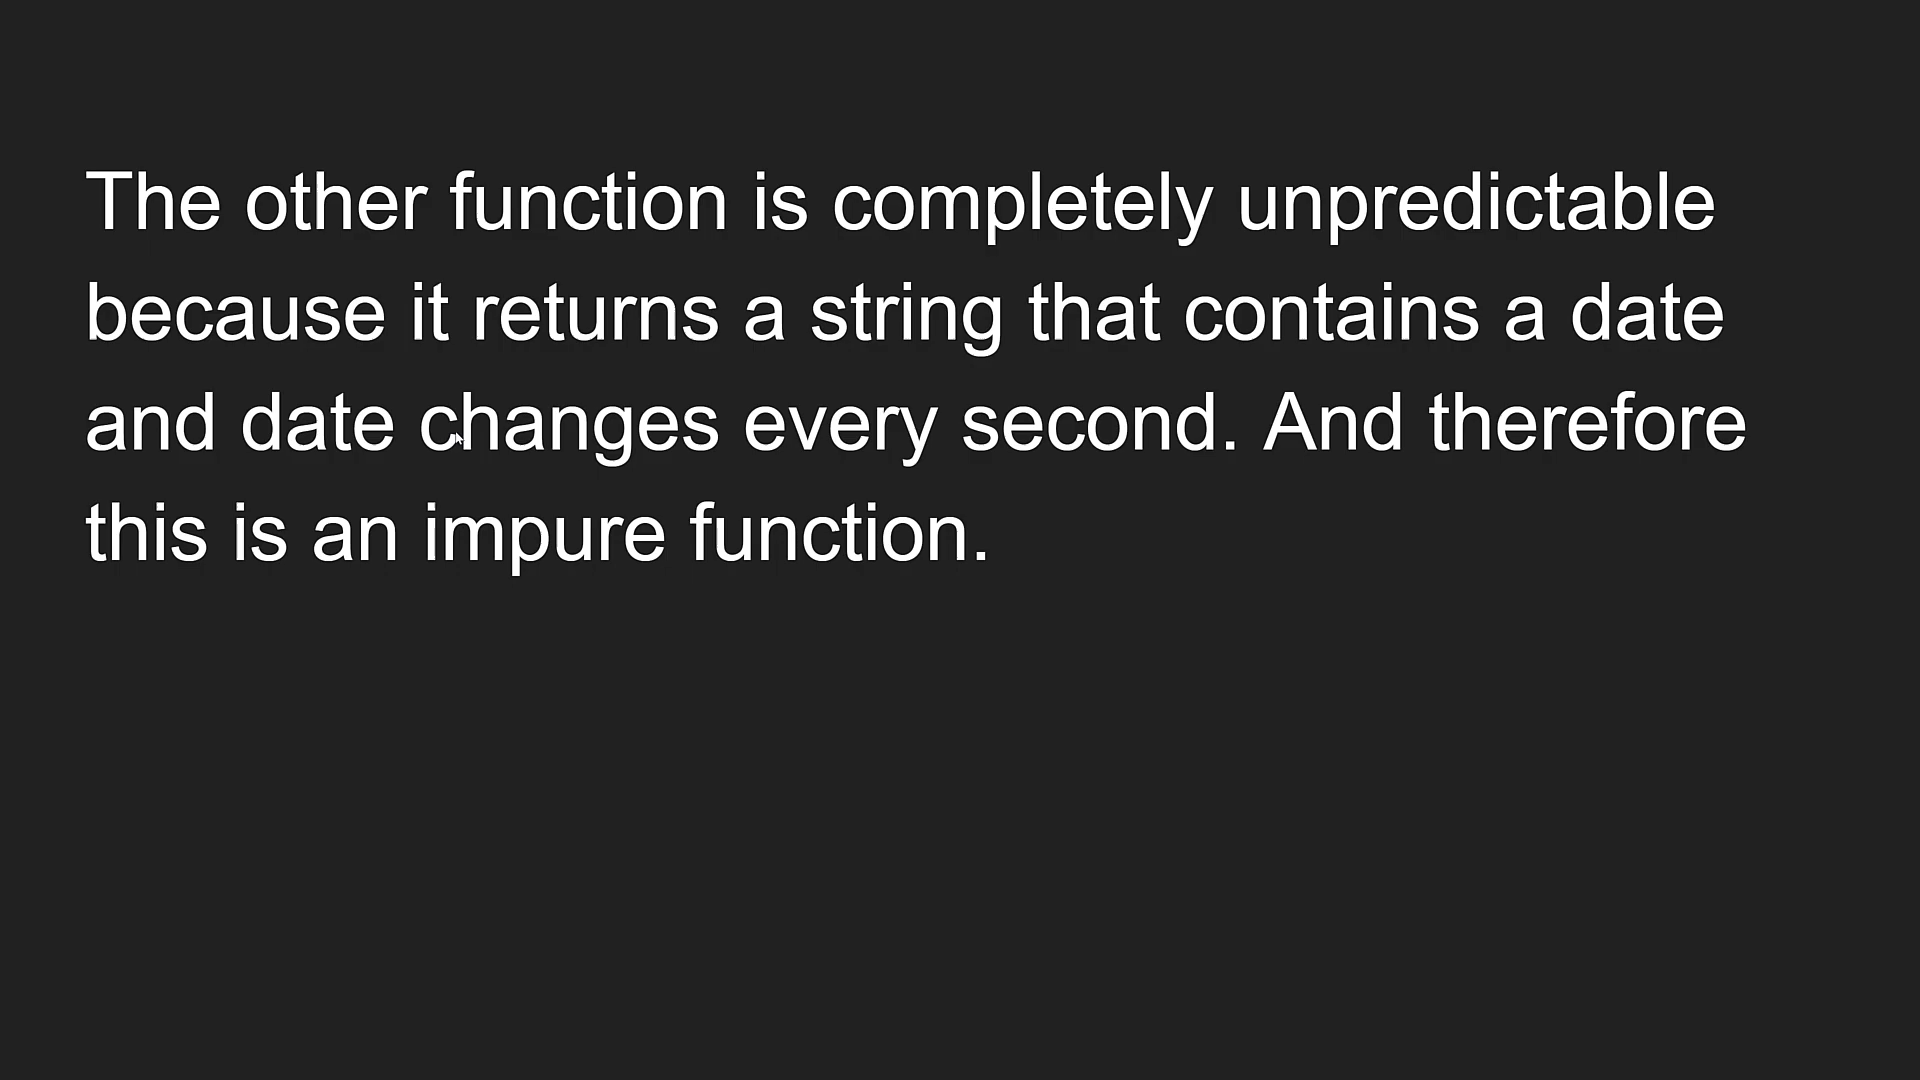 The other function is completely unpredictable
because it returns a string that contains a date
and date changes every second. And therefore
this is an impure function.